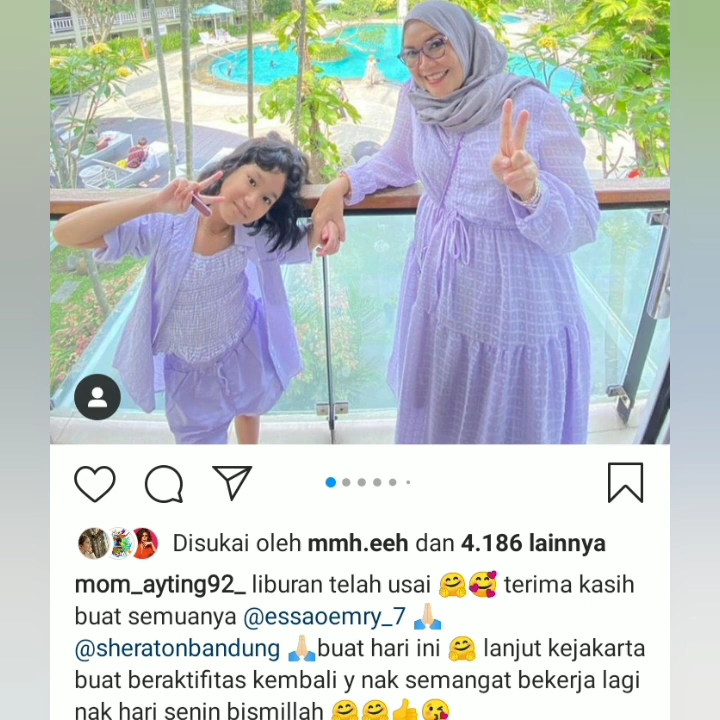 Disukai oleh mmh.eeh dan 4.186 lainnya
mom_ayting92_ liburan telah usai 🤗🥰 terima kasih
buat semuanya @essaoemry_7 🙏🏻
@sheratonbandung 🙏🏻buat hari ini 🤗 lanjut kejakarta
buat beraktifitas kembali y nak semangat bekerja lagi
nak hari senin bismillah 🤗🤗👍😘